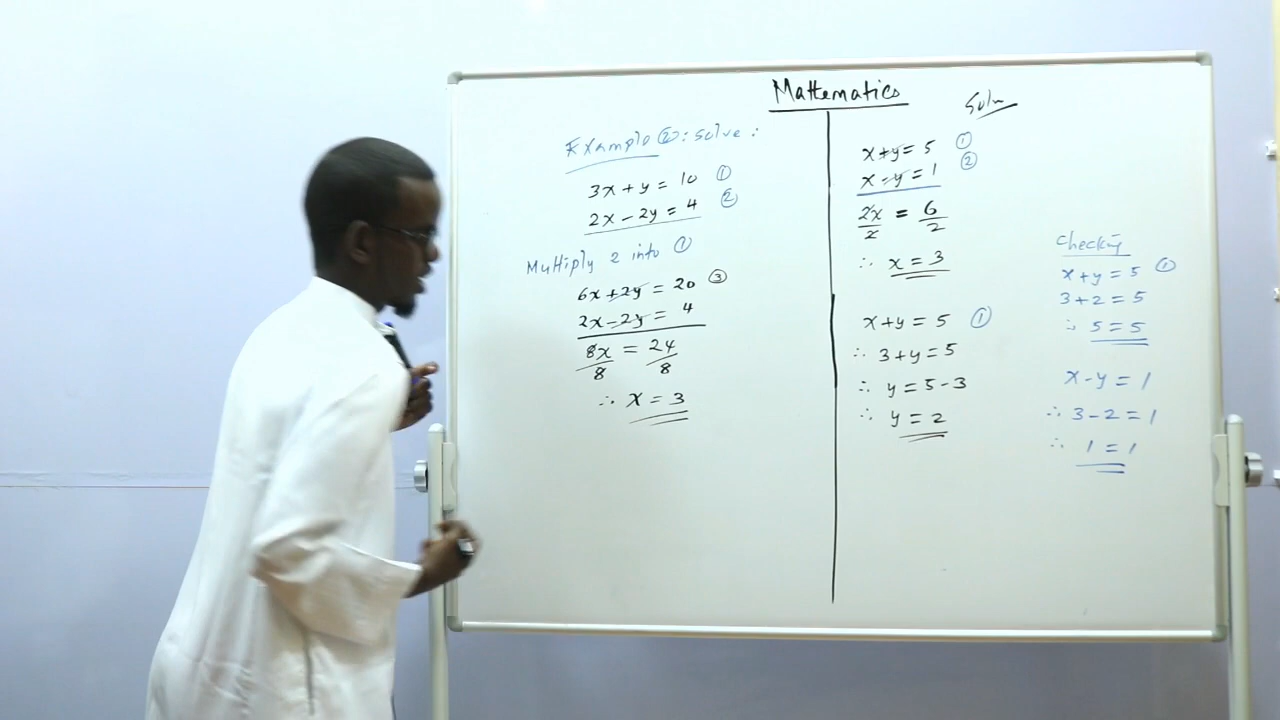 Mathematics
Example ②: Solve:
3x + y = 10 ①
2x - 2y = 4 ②
Multiply 2 into ①
6x + 2y = 20 ③
2x - 2y = 4
8x/8 = 24/8
∴ x = 3
Soln
x + y = 5 ①
x - y = 1 ②
2x/2 = 6/2
∴ x = 3
x + y = 5 ①
∴ 3 + y = 5
∴ y = 5 - 3
∴ y = 2
Checking
x + y = 5 ①
3 + 2 = 5
∴ 5 = 5
x - y = 1
∴ 3 - 2 = 1
∴ 1 = 1